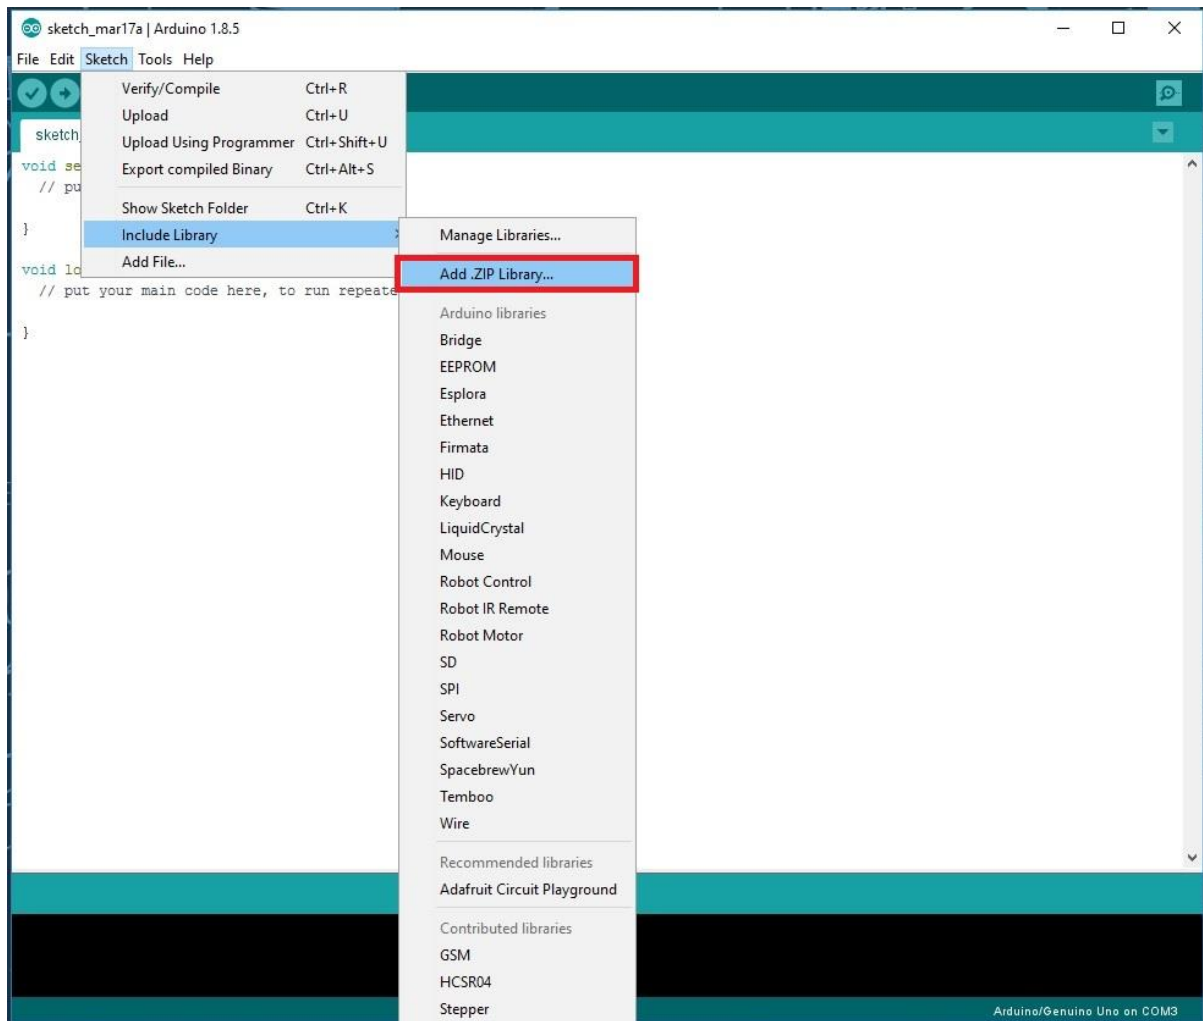 sketch_mar17a | Arduino 1.8.5
File Edit Sketch Tools Help
Verify/Compile Ctrl+R
Upload Ctrl+U
Upload Using Programmer Ctrl+Shift+U
Export compiled Binary Ctrl+Alt+S
Show Sketch Folder Ctrl+K
Include Library
Add File...
sketch_
void se
// pu
}
void lo
// put your main code here, to run repeate
}
Manage Libraries...
Add .ZIP Library...
Arduino libraries
Bridge
EEPROM
Esplora
Ethernet
Firmata
HID
Keyboard
LiquidCrystal
Mouse
Robot Control
Robot IR Remote
Robot Motor
SD
SPI
Servo
SoftwareSerial
SpacebrewYun
Temboo
Wire
Recommended libraries
Adafruit Circuit Playground
Contributed libraries
GSM
HCSR04
Stepper
Arduino/Genuino Uno on COM3